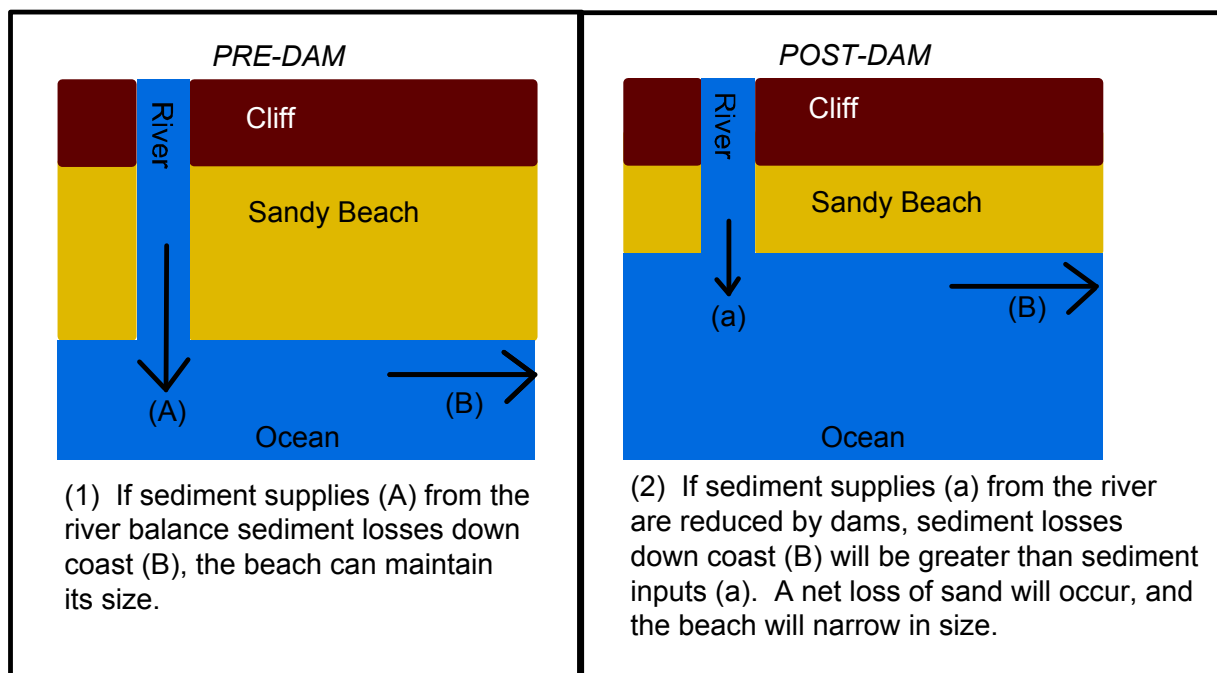 PRE-DAM
River
Cliff
Sandy Beach
(A)
(B)
Ocean
(1) If sediment supplies (A) from the
river balance sediment losses down
coast (B), the beach can maintain
its size.
POST-DAM
River
Cliff
Sandy Beach
(a)
(B)
Ocean
(2) If sediment supplies (a) from the river
are reduced by dams, sediment losses
down coast (B) will be greater than sediment
inputs (a). A net loss of sand will occur, and
the beach will narrow in size.